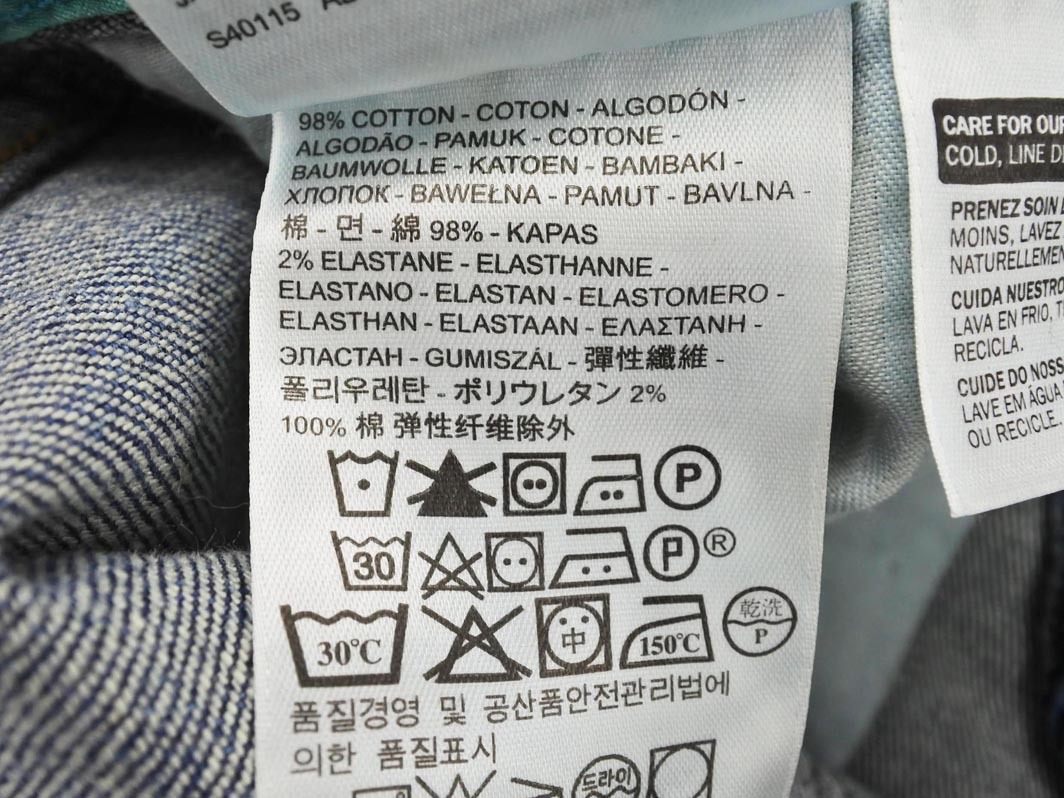 S40115
98% COTTON - COTON - ALGODÓN -
ALGODÃO - PAMUK - COTONE -
BAUMWOLLE - KATOEN - BAMBAKI -
ХЛОПОК - BAWEŁNA - PAMUT - BAVLNA -
棉 - 면 - 綿 98% - KAPAS
2% ELASTANE - ELASTHANNE -
ELASTANO - ELASTAN - ELASTOMERO -
ELASTHAN - ELASTAAN - ΕΛΑΣΤΑΝΗ -
ЭЛАСТАН - GUMISZÁL - 彈性纖維 -
폴리우레탄 - ポリウレタン 2%
100% 棉 弹性纤维除外
P
30 P ®
30℃ 中 150℃ 乾洗 P
품질경영 및 공산품안전관리법에
의한 품질표시
드라이
CARE FOR OUR
COLD, LINE
PRENEZ SOIN
MOINS, LAVEZ
NATURELLEMEN
CUIDA NUESTRO
LAVA EN FRIO,
RECICLA.
CUIDE DO NOSS
LAVE EM ÁGUA
OU RECICLE.